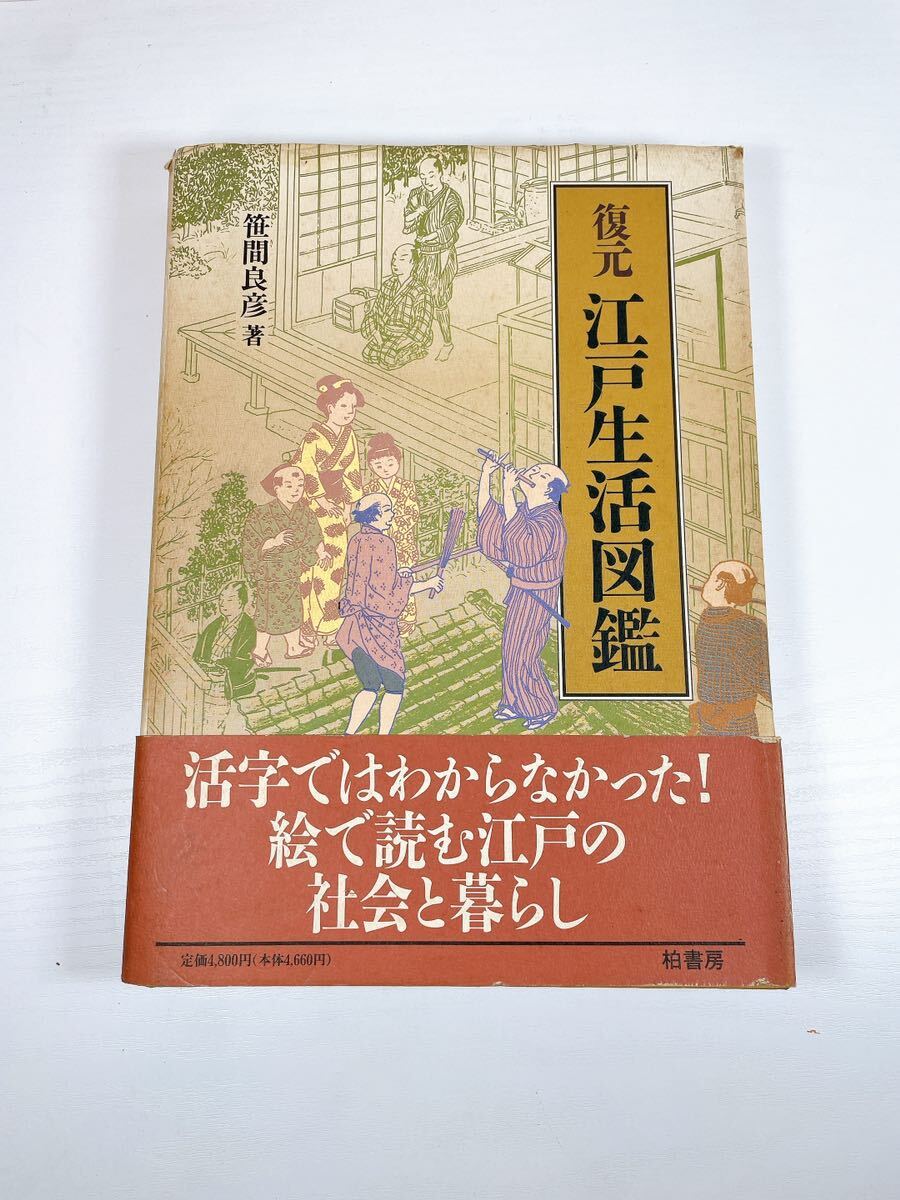 復元 江戸生活図鑑
笹間良彦 著
活字ではわからなかった!
絵で読む江戸の
社会と暮らし
定価4,800円(本体4,660円)
柏書房